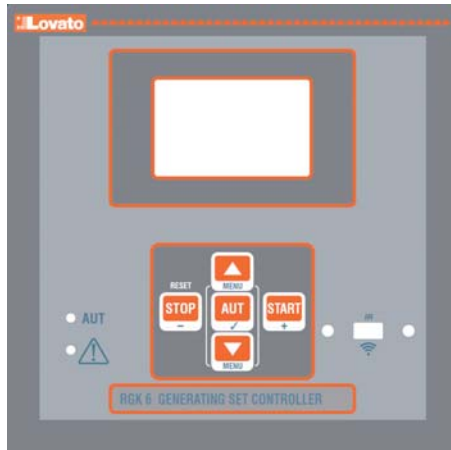 Lovato
RESET
MENU
STOP
AUT
START
–
✓
+
AUT
MENU
RGK 6 GENERATING SET CONTROLLER